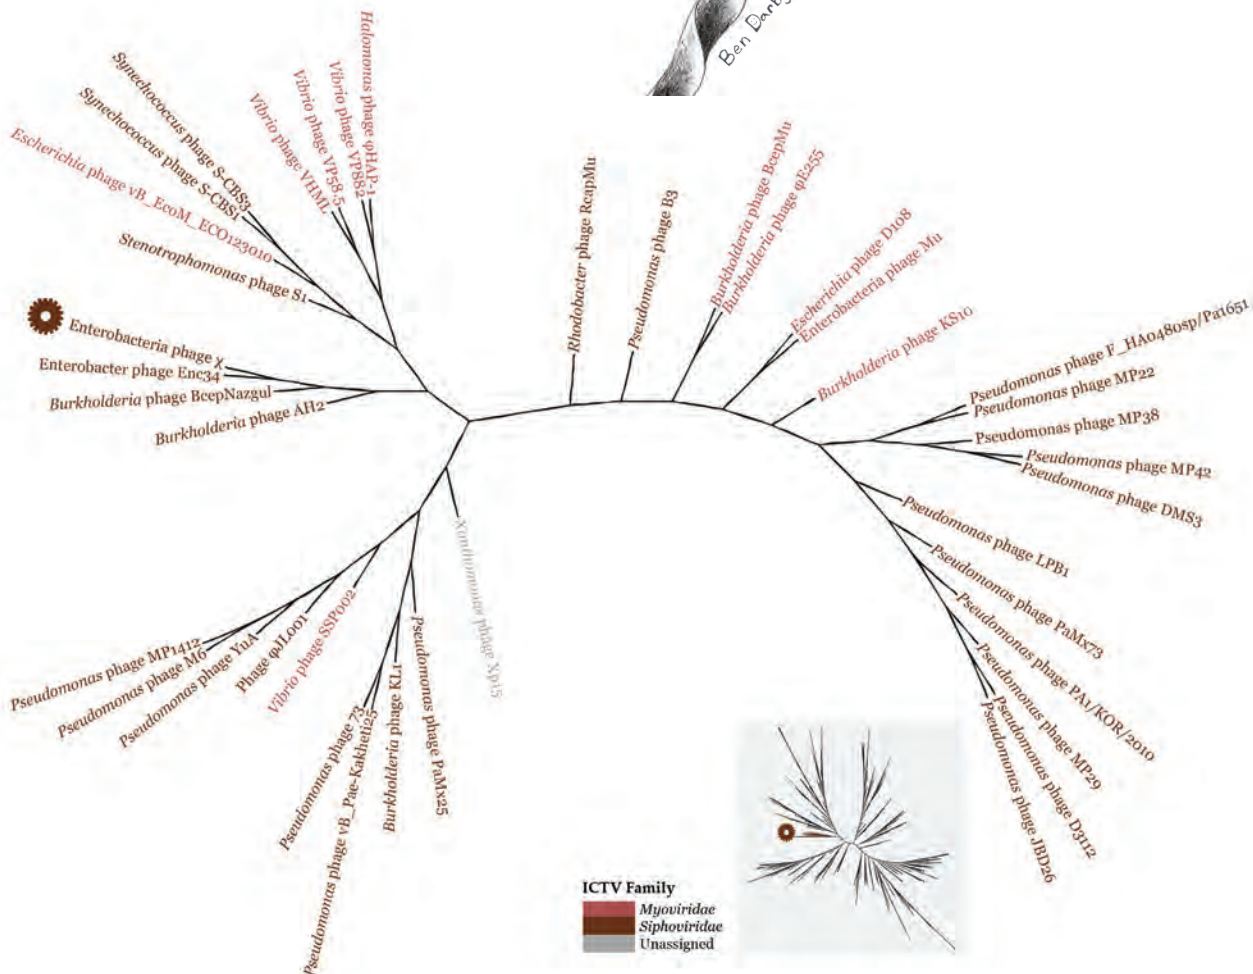 Ben Darby
Halomonas phage φHAP-1
Vibrio phage VP882
Vibrio phage VP58.5
Vibrio phage VHML
Synechococcus phage S-CBS3
Synechococcus phage S-CBS1
Escherichia phage vB_EcoM_ECO123010
Stenotrophomonas phage S1
Enterobacteria phage χ
Enterobacter phage Enc34
Burkholderia phage BcepNazgul
Burkholderia phage AH2
Rhodobacter phage RcapMu
Pseudomonas phage B3
Burkholderia phage BcepMu
Burkholderia phage φE255
Escherichia phage D108
Enterobacteria phage Mu
Burkholderia phage KS10
Pseudomonas phage F_HA0480sp/Pa1651
Pseudomonas phage MP22
Pseudomonas phage MP38
Pseudomonas phage MP42
Pseudomonas phage DMS3
Pseudomonas phage LPB1
Pseudomonas phage PaMx73
Pseudomonas phage PA1/KOR/2010
Pseudomonas phage MP29
Pseudomonas phage D3112
Pseudomonas phage JBD26
Xanthomonas phage Xp15
Pseudomonas phage PaMx25
Burkholderia phage KL1
Pseudomonas phage vB_Pae-Kakheti25
Pseudomonas phage 73
Vibrio phage SSP002
Phage φJL001
Pseudomonas phage YuA
Pseudomonas phage M6
Pseudomonas phage MP1412
ICTV Family
Myoviridae
Siphoviridae
Unassigned